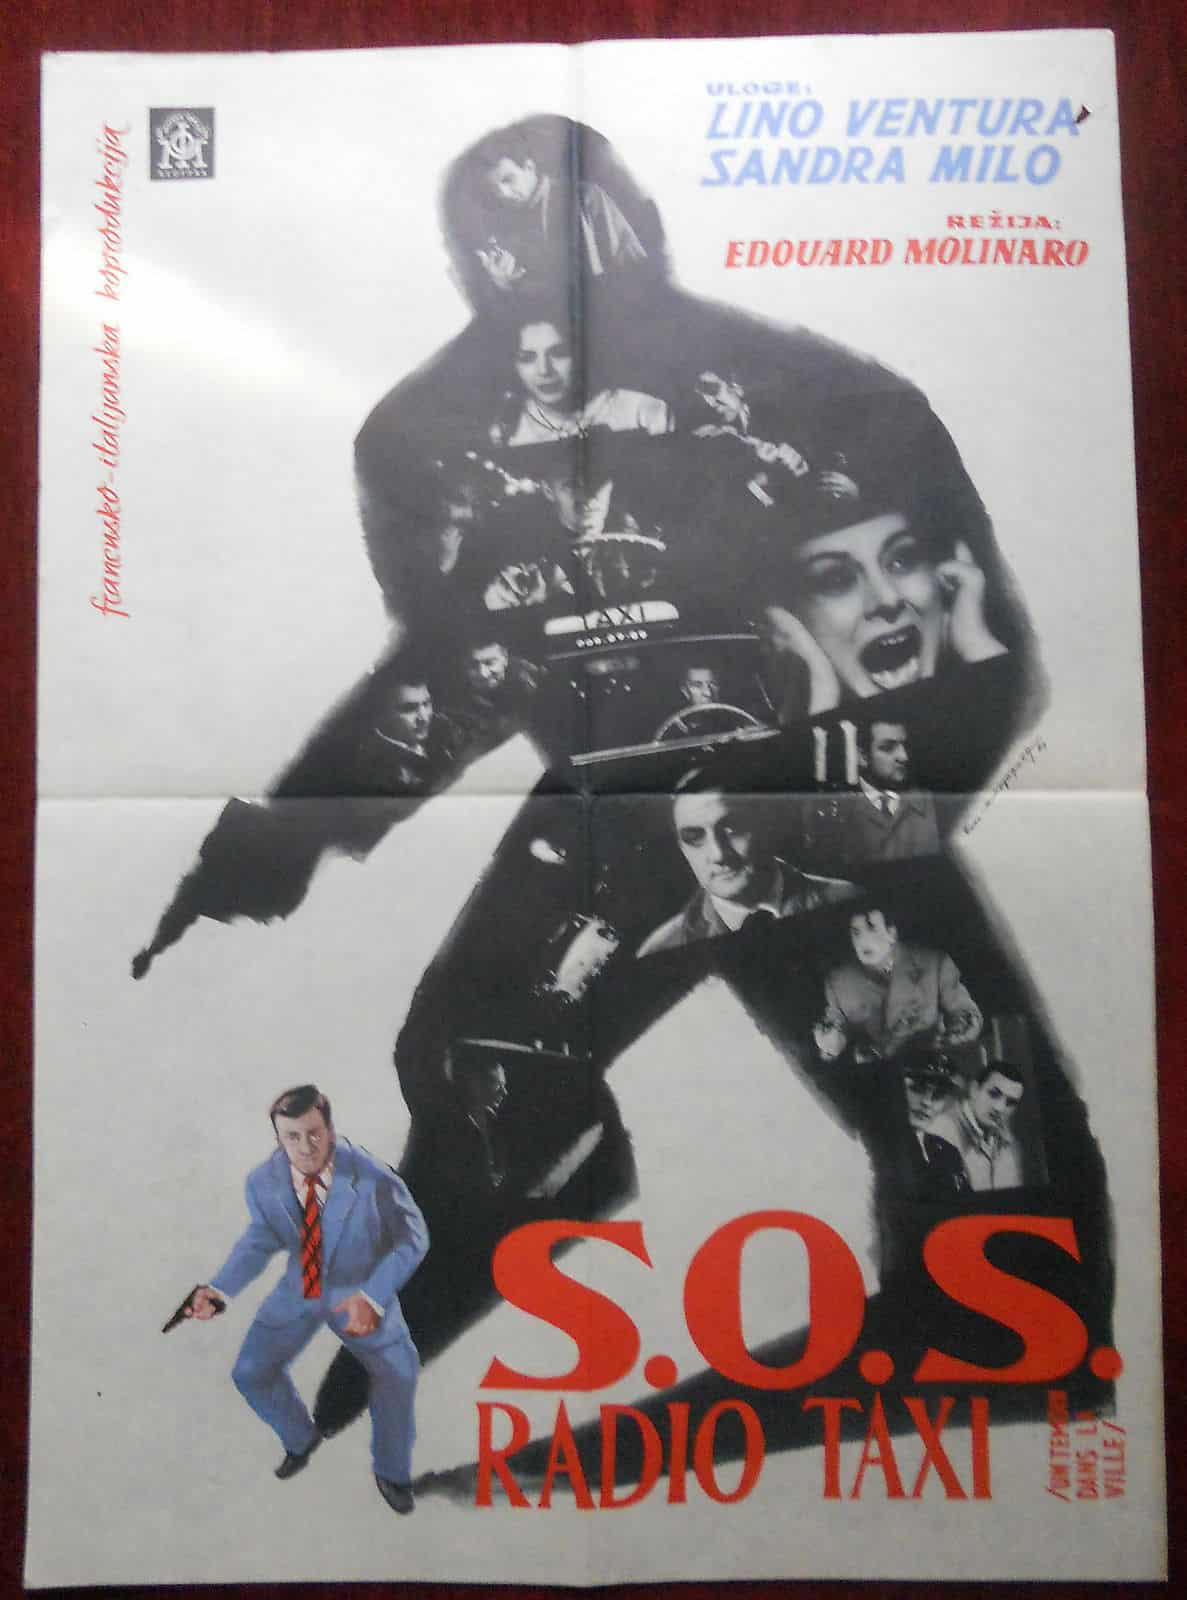 ULOGE:
LINO VENTURA
SANDRA MILO
REŽIJA:
EDOUARD MOLINARO
francusko-italijanska koprodukcija
TAXI
S.O.S.
RADIO TAXI
/UN TEMOIN
DANS LA
VILLE/